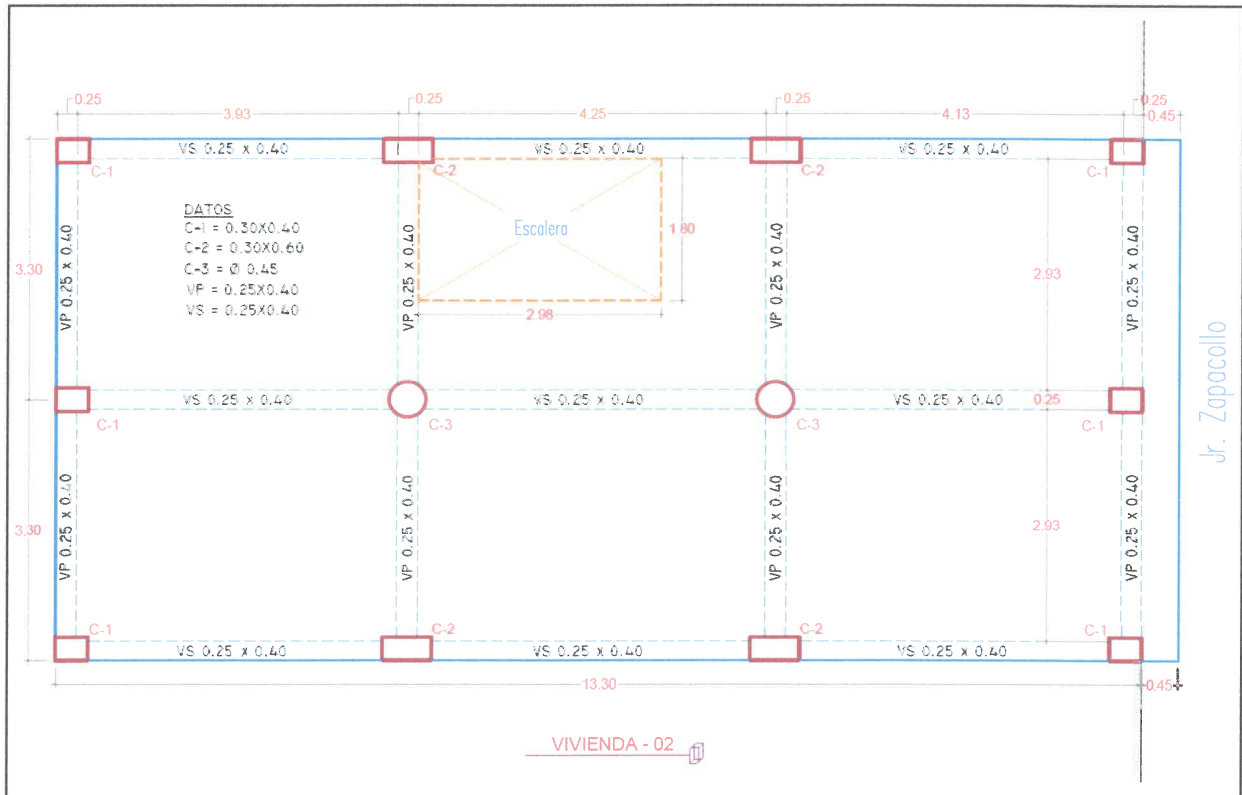 0.25 0.25 0.25 0.25
3.93 4.25 4.13 0.45
VS 0.25 x 0.40 VS 0.25 x 0.40 VS 0.25 x 0.40
C-1 C-2 C-2 C-1
DATOS
C-1 = 0.30X0.40
C-2 = 0.30X0.60
C-3 = Ø 0.45
VP = 0.25X0.40
VS = 0.25X0.40
Escalera
1.80
2.98
3.30
2.93
VP 0.25 x 0.40 VP 0.25 x 0.40 VP 0.25 x 0.40 VP 0.25 x 0.40
VS 0.25 x 0.40 VS 0.25 x 0.40 VS 0.25 x 0.40 0.25
C-1 C-3 C-3 C-1
Jr. Zapacollo
3.30
2.93
VP 0.25 x 0.40 VP 0.25 x 0.40 VP 0.25 x 0.40 VP 0.25 x 0.40
C-1 C-2 C-2 C-1
VS 0.25 x 0.40 VS 0.25 x 0.40 VS 0.25 x 0.40
13.30 0.45
VIVIENDA - 02